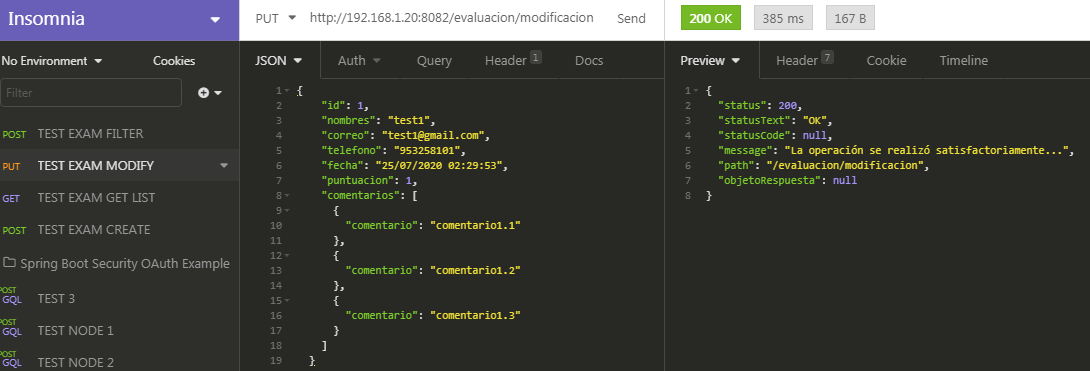 Insomnia
No Environment Cookies
Filter
POST TEST EXAM FILTER
PUT TEST EXAM MODIFY
GET TEST EXAM GET LIST
POST TEST EXAM CREATE
Spring Boot Security OAuth Example
POST GQL TEST 3
POST GQL TEST NODE 1
POST GQL TEST NODE 2
PUT http://192.168.1.20:8082/evaluacion/modificacion Send
JSON Auth Query Header 1 Docs
1 {
2 "id": 1,
3 "nombres": "test1",
4 "correo": "test1@gmail.com",
5 "telefono": "953258101",
6 "fecha": "25/07/2020 02:29:53",
7 "puntuacion": 1,
8 "comentarios": [
9 {
10 "comentario": "comentario1.1"
11 },
12 {
13 "comentario": "comentario1.2"
14 },
15 {
16 "comentario": "comentario1.3"
17 }
18 ]
19 }
200 OK 385 ms 167 B
Preview Header 7 Cookie Timeline
1 {
2 "status": 200,
3 "statusText": "OK",
4 "statusCode": null,
5 "message": "La operación se realizó satisfactoriamente...",
6 "path": "/evaluacion/modificacion",
7 "objetoRespuesta": null
8 }